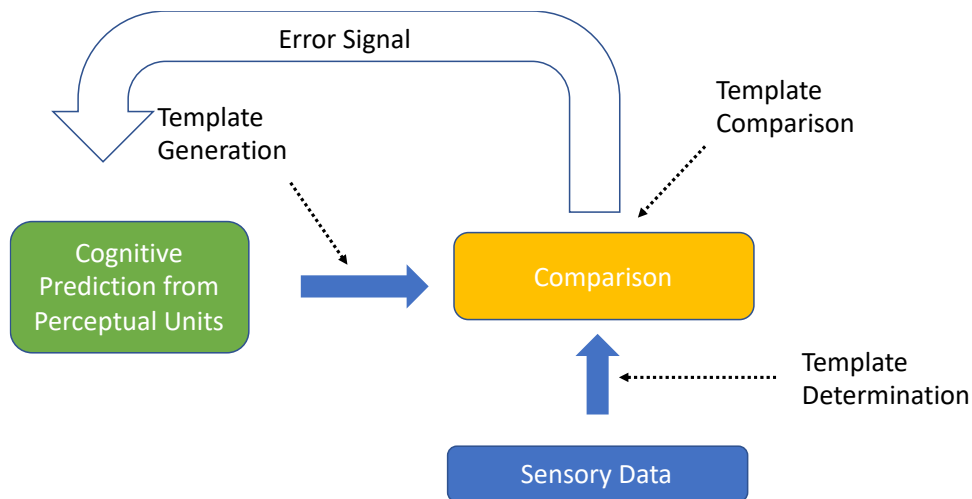 Error Signal
Template
Generation
Template
Comparison
Cognitive
Prediction from
Perceptual Units
Comparison
Template
Determination
Sensory Data